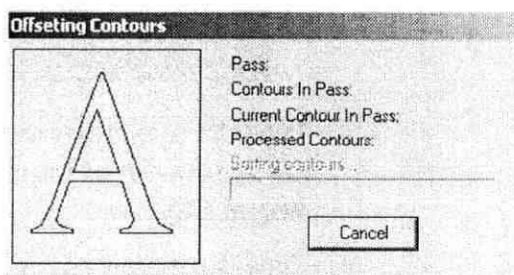 Offseting Contours
A
Pass:
Contours In Pass:
Current Contour In Pass:
Processed Contours:
Sorting contours...
Cancel